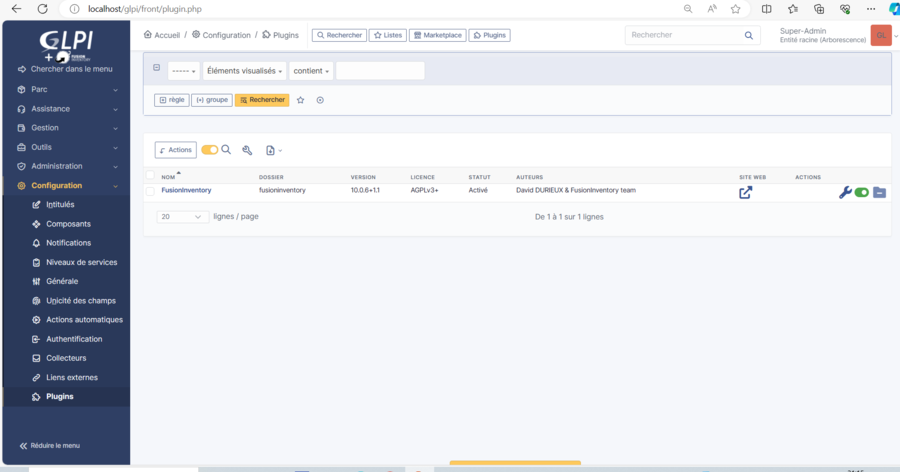 localhost/glpi/front/plugin.php
GLPI
Chercher dans le menu
Parc
Assistance
Gestion
Outils
Administration
Configuration
Intitulés
Composants
Notifications
Niveaux de services
Générale
Unicité des champs
Actions automatiques
Authentification
Collecteurs
Liens externes
Plugins
Réduire le menu
Accueil / Configuration / Plugins Rechercher Listes Marketplace Plugins
Rechercher
Super-Admin
Entité racine (Arborescence)
GL
----- Éléments visualisés contient
règle (+) groupe Rechercher
Actions
NOM DOSSIER VERSION LICENCE STATUT AUTEURS SITE WEB ACTIONS
FusionInventory fusioninventory 10.0.6+1.1 AGPLv3+ Activé David DURIEUX & FusionInventory team
20 lignes / page De 1 à 1 sur 1 lignes